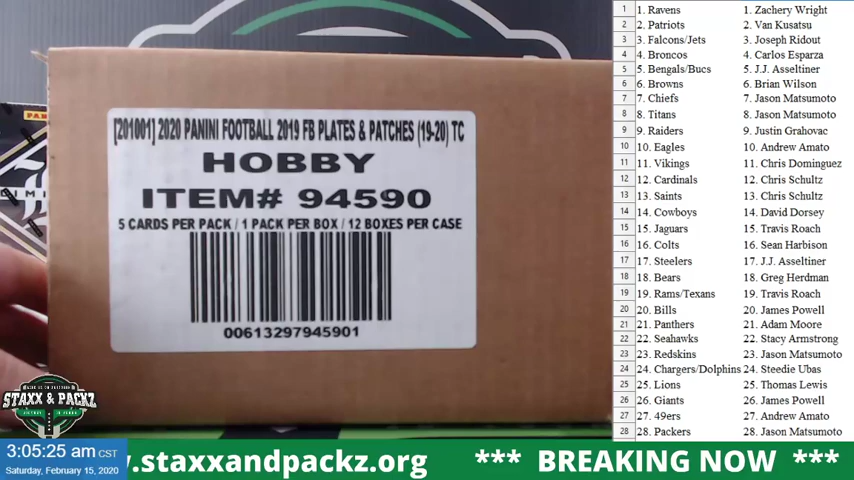 [201001] 2020 PANINI FOOTBALL 2019 FB PLATES & PATCHES (19-20) TC
HOBBY
ITEM# 94590
5 CARDS PER PACK / 1 PACK PER BOX / 12 BOXES PER CASE
00613297945901
1 1. Ravens 1. Zachery Wright
2 2. Patriots 2. Van Kusatsu
3 3. Falcons/Jets 3. Joseph Ridout
4 4. Broncos 4. Carlos Esparza
5 5. Bengals/Bucs 5. J.J. Asseltiner
6 6. Browns 6. Brian Wilson
7 7. Chiefs 7. Jason Matsumoto
8 8. Titans 8. Jason Matsumoto
9 9. Raiders 9. Justin Grahovac
10 10. Eagles 10. Andrew Amato
11 11. Vikings 11. Chris Dominguez
12 12. Cardinals 12. Chris Schultz
13 13. Saints 13. Chris Schultz
14 14. Cowboys 14. David Dorsey
15 15. Jaguars 15. Travis Roach
16 16. Colts 16. Sean Harbison
17 17. Steelers 17. J.J. Asseltiner
18 18. Bears 18. Greg Herdman
19 19. Rams/Texans 19. Travis Roach
20 20. Bills 20. James Powell
21 21. Panthers 21. Adam Moore
22 22. Seahawks 22. Stacy Armstrong
23 23. Redskins 23. Jason Matsumoto
24 24. Chargers/Dolphins 24. Steedie Ubas
25 25. Lions 25. Thomas Lewis
26 26. Giants 26. James Powell
27 27. 49ers 27. Andrew Amato
28 28. Packers 28. Jason Matsumoto
STAXX & PACKZ
3:05:25 am CST
Saturday, February 15, 2020
.staxxandpackz.org *** BREAKING NOW ***